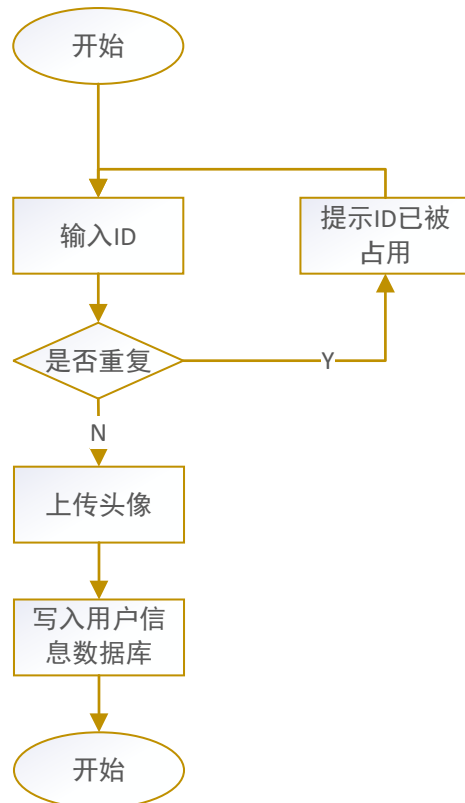 开始
输入ID
提示ID已被
占用
是否重复
Y
N
上传头像
写入用户信
息数据库
开始